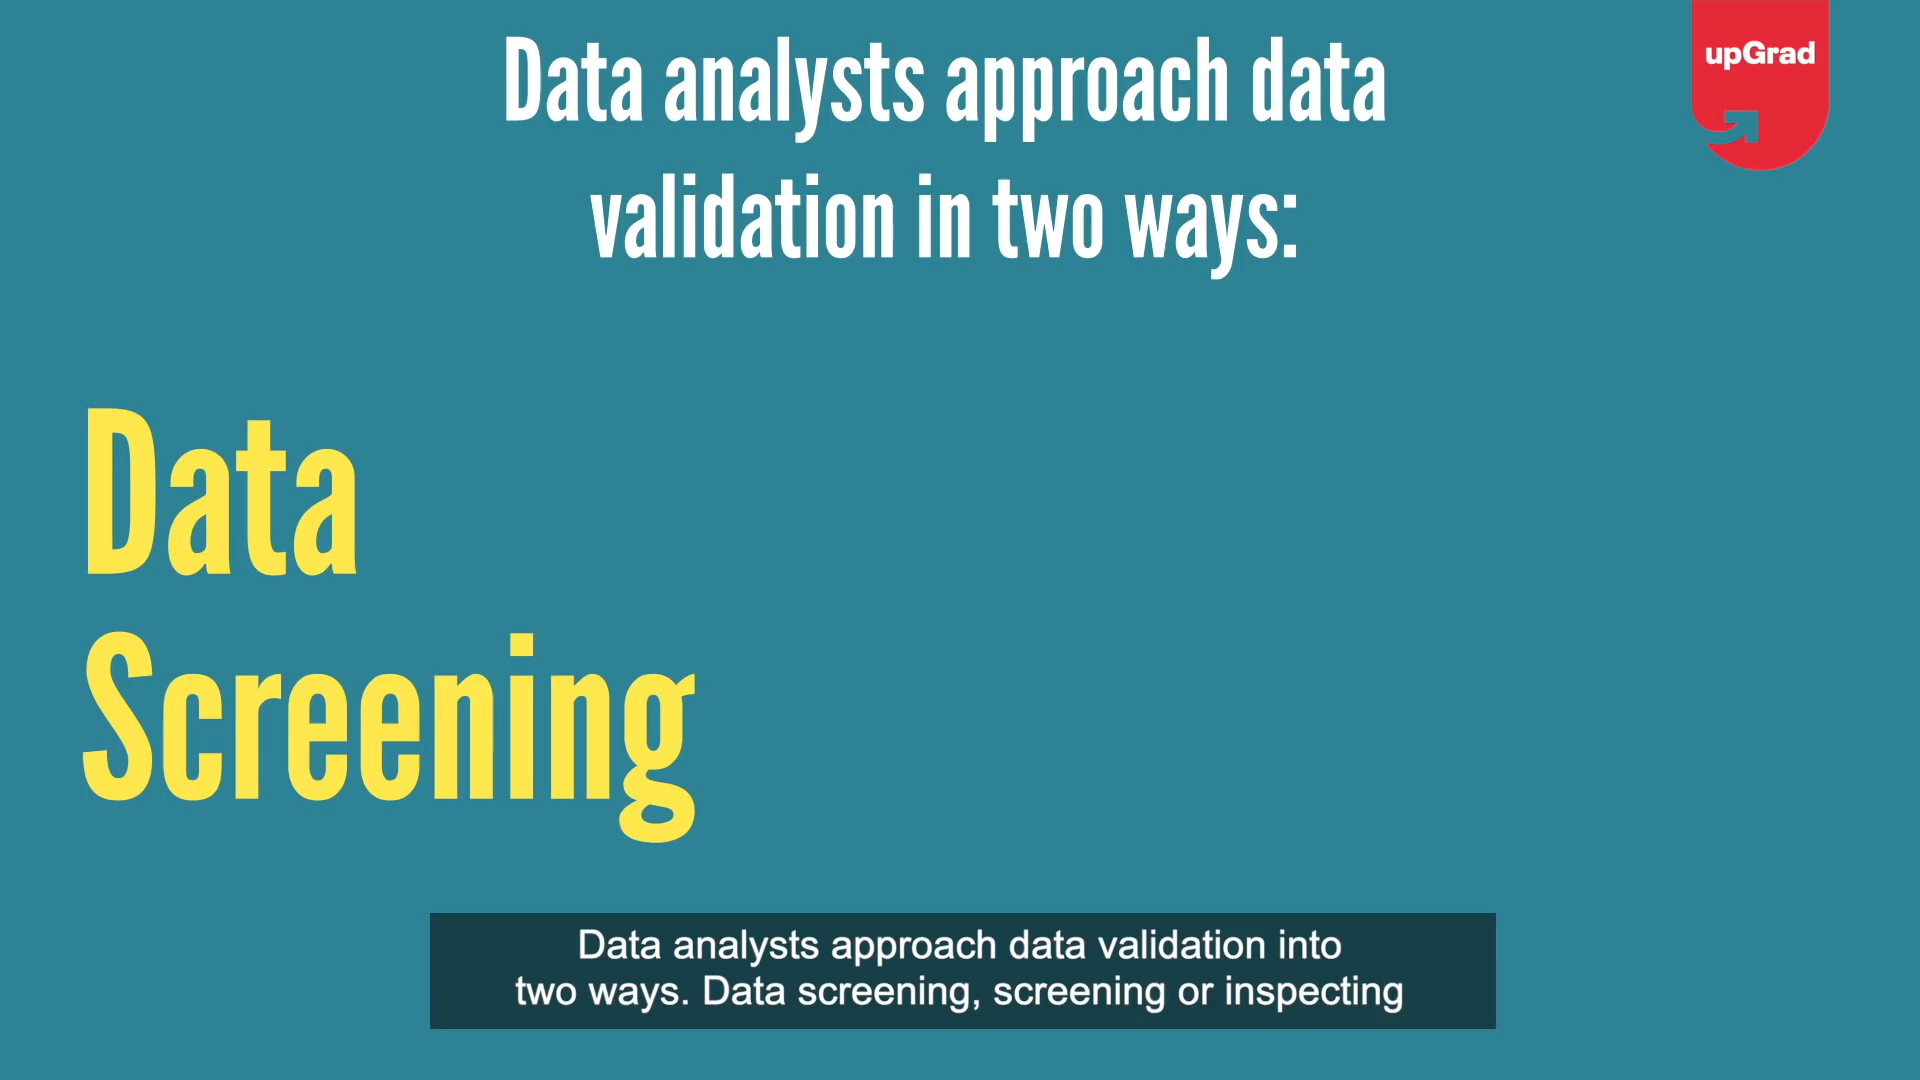 Data analysts approach data
validation in two ways:
upGrad
Data
Screening
Data analysts approach data validation into
two ways. Data screening, screening or inspecting